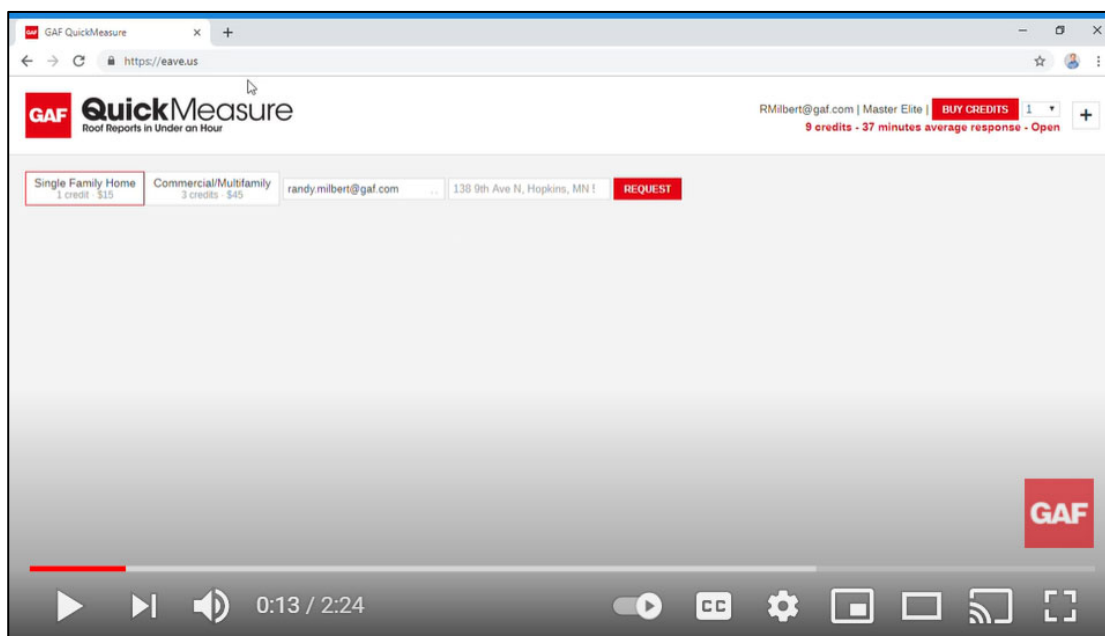 GAF QuickMeasure
https://eave.us
GAF QuickMeasure
Roof Reports in Under an Hour
RMilbert@gaf.com | Master Elite | BUY CREDITS 1
9 credits - 37 minutes average response - Open
Single Family Home
1 credit - $15
Commercial/Multifamily
3 credits - $45
randy.milbert@gaf.com
138 9th Ave N, Hopkins, MN
REQUEST
GAF
0:13 / 2:24
CC